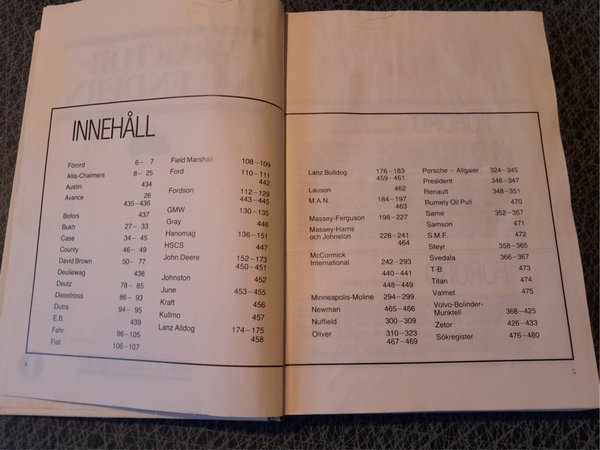 INNEHÅLL
Förord 6– 7
Allis-Chalmers 8– 25
Austin 434
Avance 26
435–436
Bofors 437
Bukh 27– 33
Case 34– 45
County 46– 49
David Brown 50– 77
Deuliewag 438
Deutz 78– 85
Dieselross 86– 93
Dutra 94– 95
E.B. 439
Fahr 96–105
Fiat 106–107
Field Marshall 108–109
Ford 110–111
442
Fordson 112–129
443–445
GMW 130–135
Gray 446
Hanomag 136–151
HSCS 447
John Deere 152–173
450–451
Johnston 452
June 453–455
Kraft 456
Kullmo 457
Lanz Alldog 174–175
458
Lanz Bulldog 176–183
459–461
Lauson 462
M.A.N. 184–197
463
Massey-Ferguson 198–227
Massey-Harris
och Johnston 228–241
464
McCormick
International 242–293
440–441
448–449
Minneapolis-Moline 294–299
Newman 465–466
Nuffield 300–309
Oliver 310–323
467–469
Porsche – Allgaier 324–345
President 346–347
Renault 348–351
Rumely Oil Pull 470
Same 352–357
Samson 471
S.M.F. 472
Steyr 358–365
Svedala 366–367
T-B 473
Titan 474
Valmet 475
Volvo-Bolinder-
Munktell 368–425
Zetor 426–433
Sökregister 476–480
5